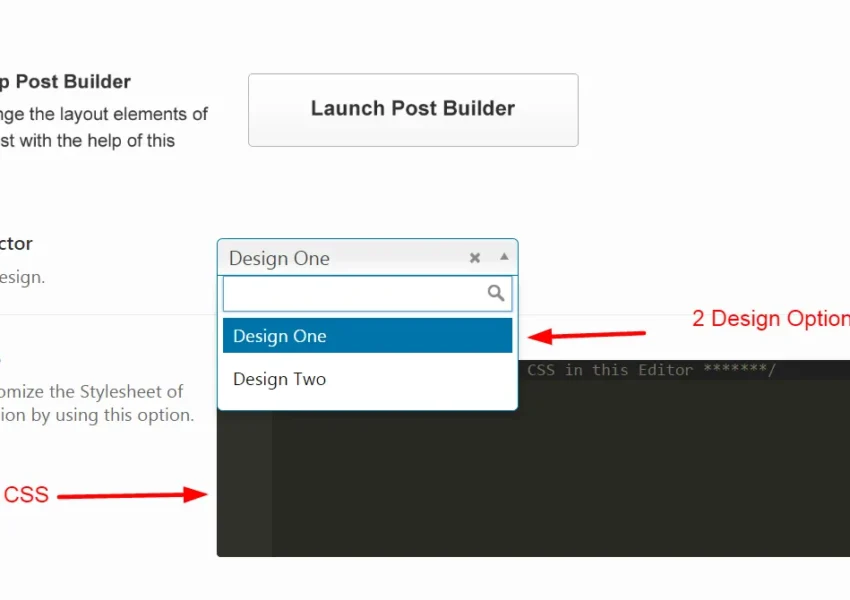 p Post Builder
nge the layout elements of
st with the help of this
Launch Post Builder
ctor
esign.
Design One
Design One
Design Two
2 Design Option
omize the Stylesheet of
ion by using this option.
CSS in this Editor *******/
CSS